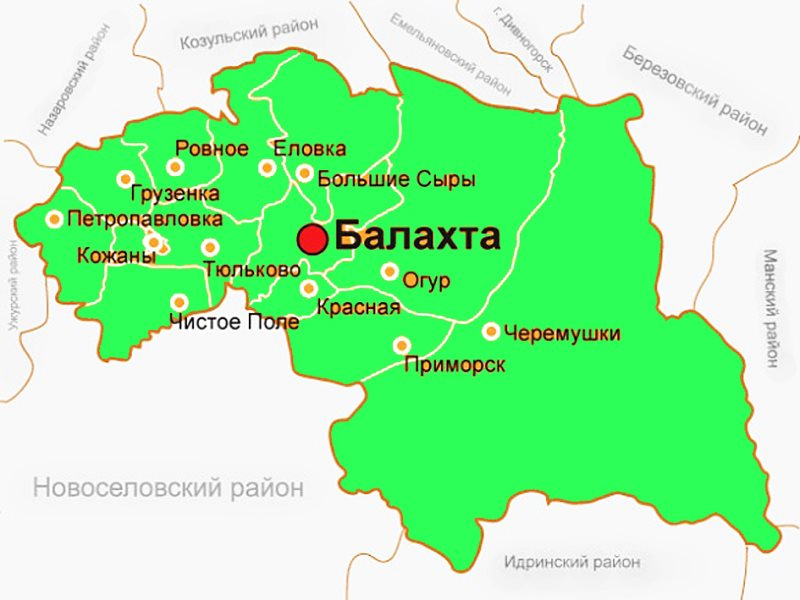 Козульский район
Назаровский район
Емельяновский район
г. Дивногорск
Березовский район
Ровное
Еловка
Большие Сыры
Грузенка
Петропавловка
Балахта
Кожаны
Тюльково
Огур
Ужурский район
Манский район
Красная
Чистое Поле
Черемушки
Приморск
Новоселовский район
Идринский район